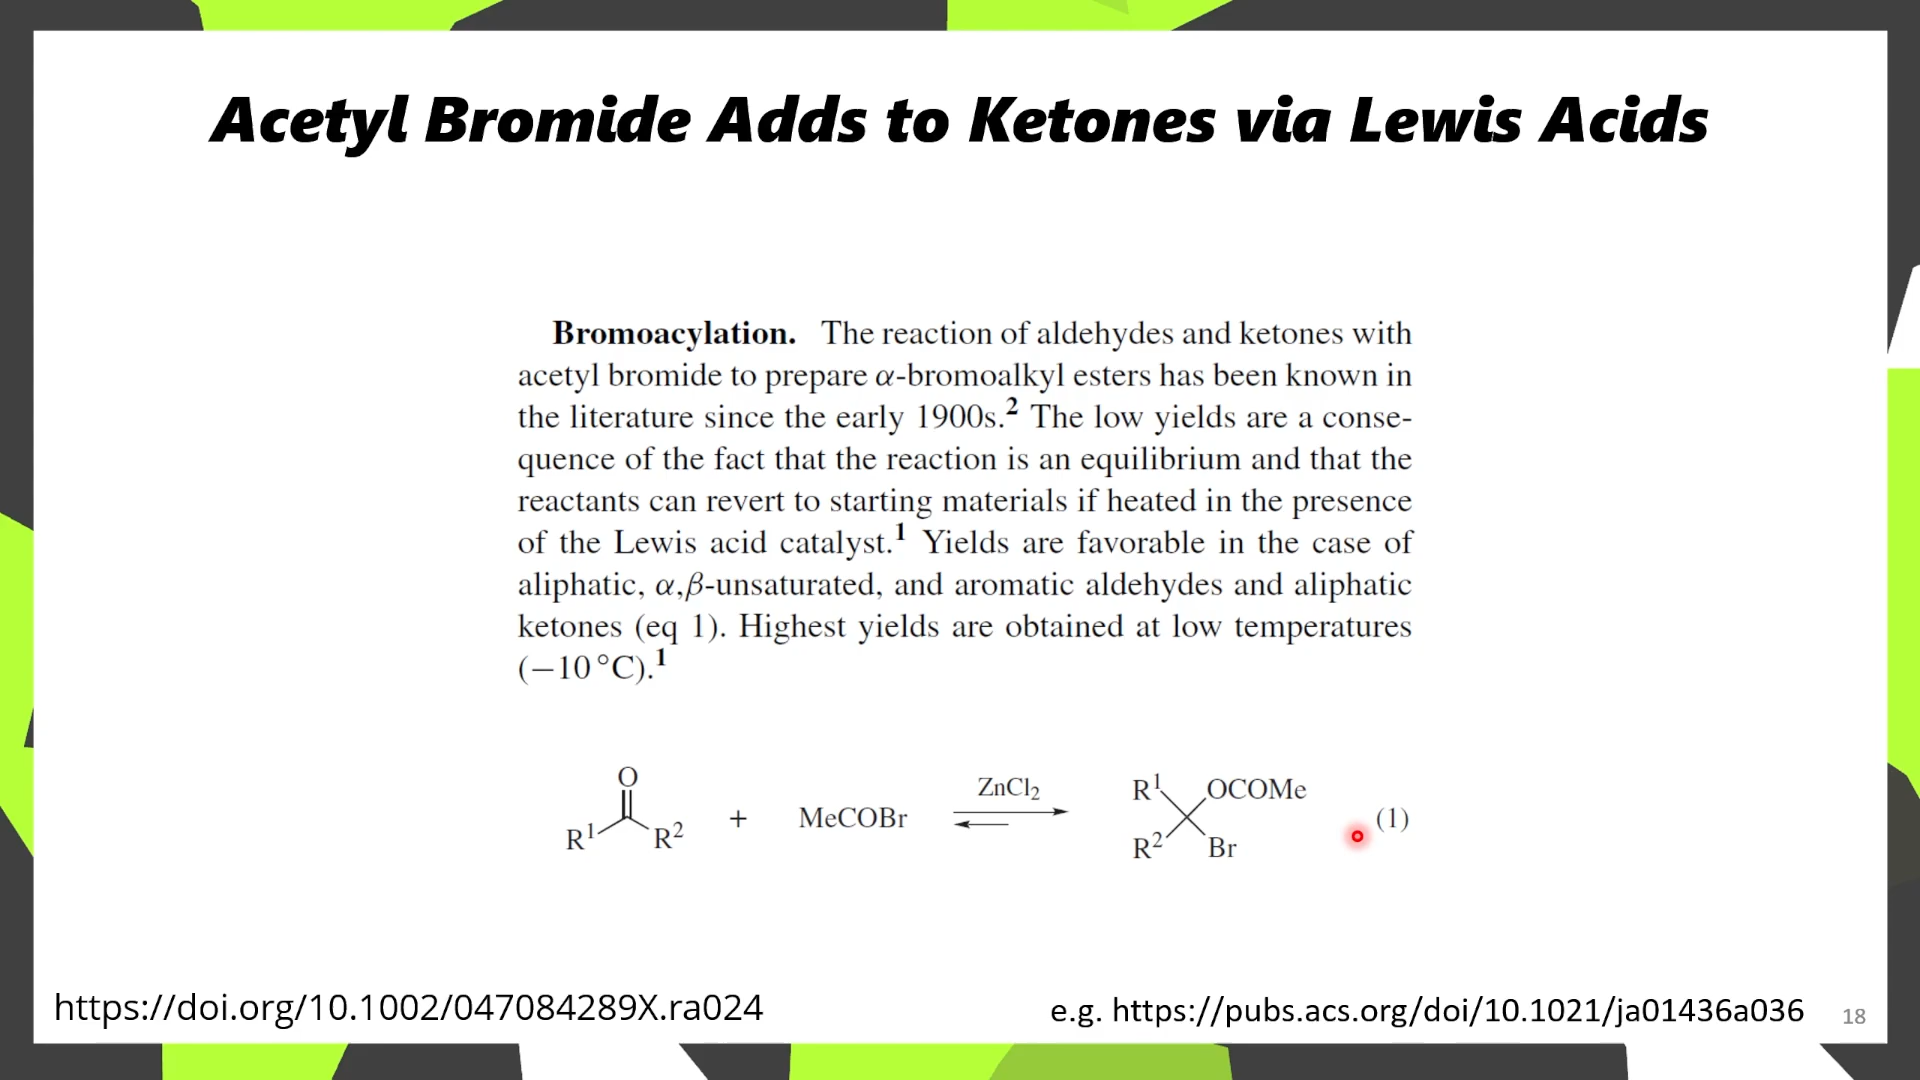 Acetyl Bromide Adds to Ketones via Lewis Acids
Bromoacylation. The reaction of aldehydes and ketones with
acetyl bromide to prepare α-bromoalkyl esters has been known in
the literature since the early 1900s.² The low yields are a conse-
quence of the fact that the reaction is an equilibrium and that the
reactants can revert to starting materials if heated in the presence
of the Lewis acid catalyst.¹ Yields are favorable in the case of
aliphatic, α,β-unsaturated, and aromatic aldehydes and aliphatic
ketones (eq 1). Highest yields are obtained at low temperatures
(−10 °C).¹
O
R¹ R² + MeCOBr ZnCl₂ R¹ OCOMe
R² Br (1)
https://doi.org/10.1002/047084289X.ra024
e.g. https://pubs.acs.org/doi/10.1021/ja01436a036
18